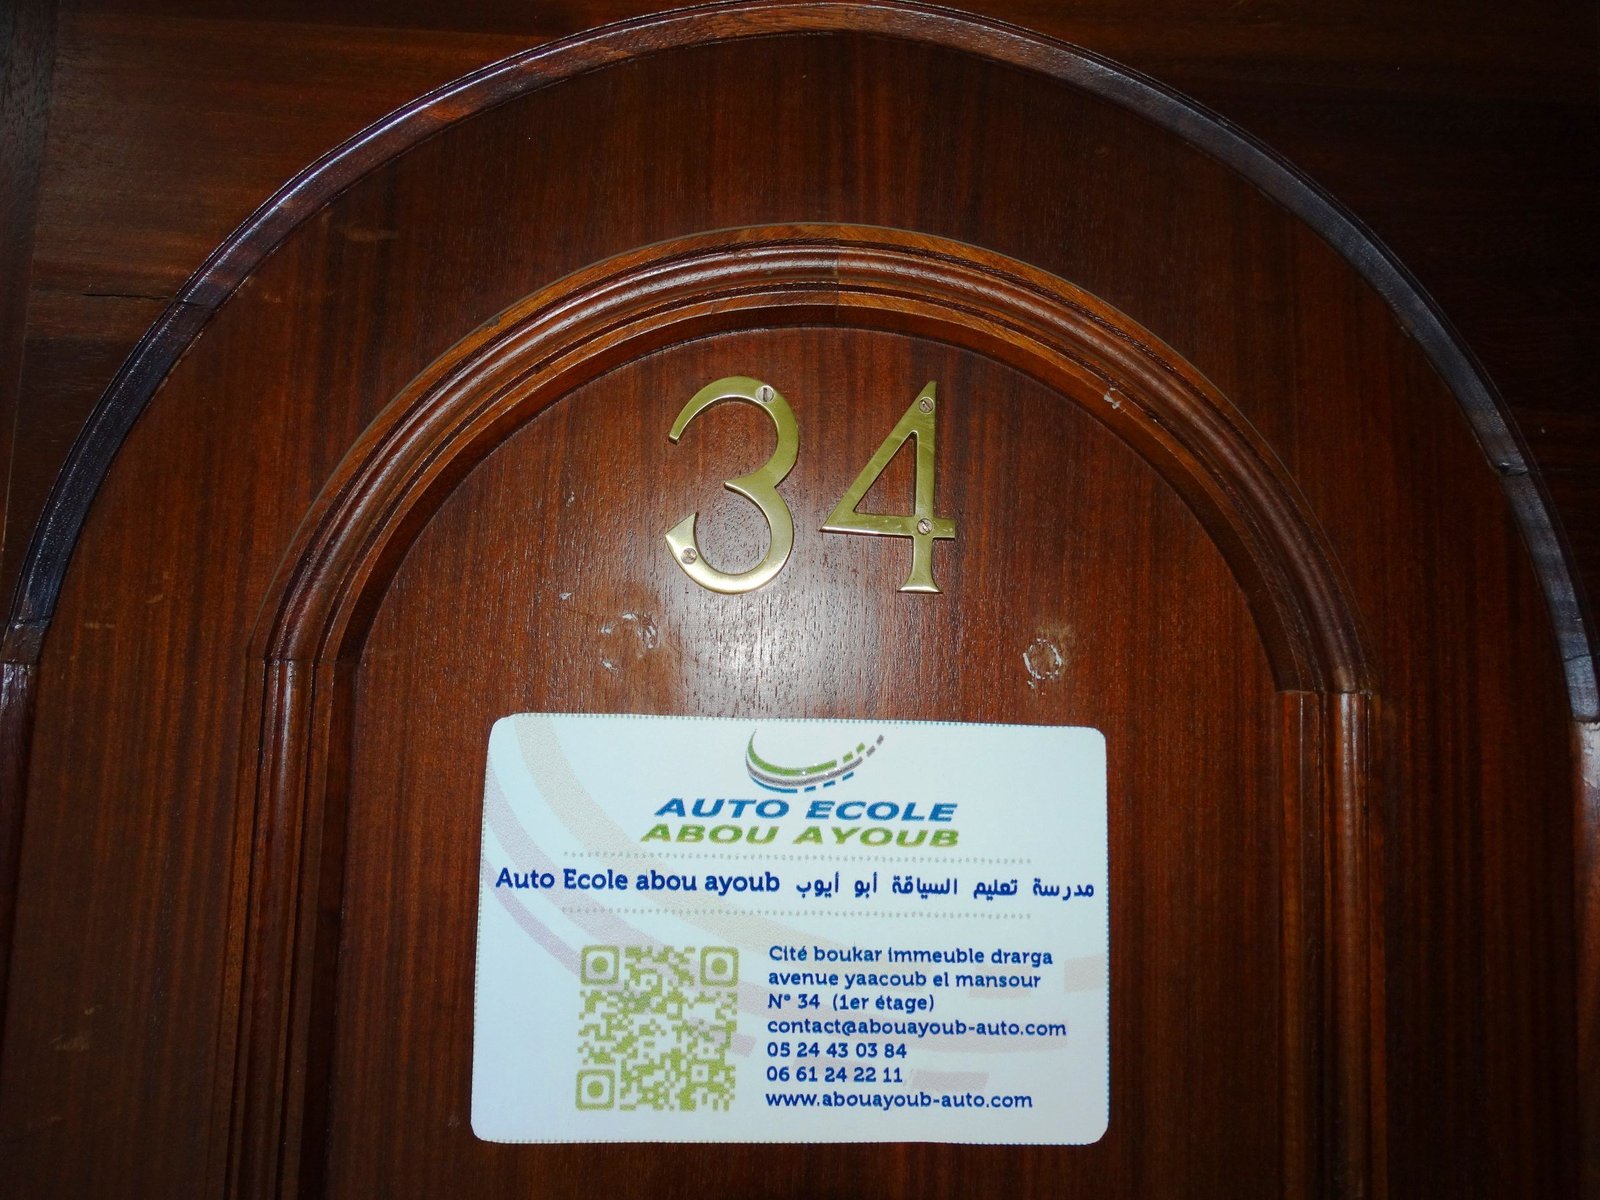 34
AUTO ECOLE
ABOU AYOUB
Auto Ecole abou ayoub مدرسة تعليم السياقة أبو أيوب
Cité boukar immeuble drarga
avenue yaacoub el mansour
N° 34 (1er étage)
contact@abouayoub-auto.com
05 24 43 03 84
06 61 24 22 11
www.abouayoub-auto.com